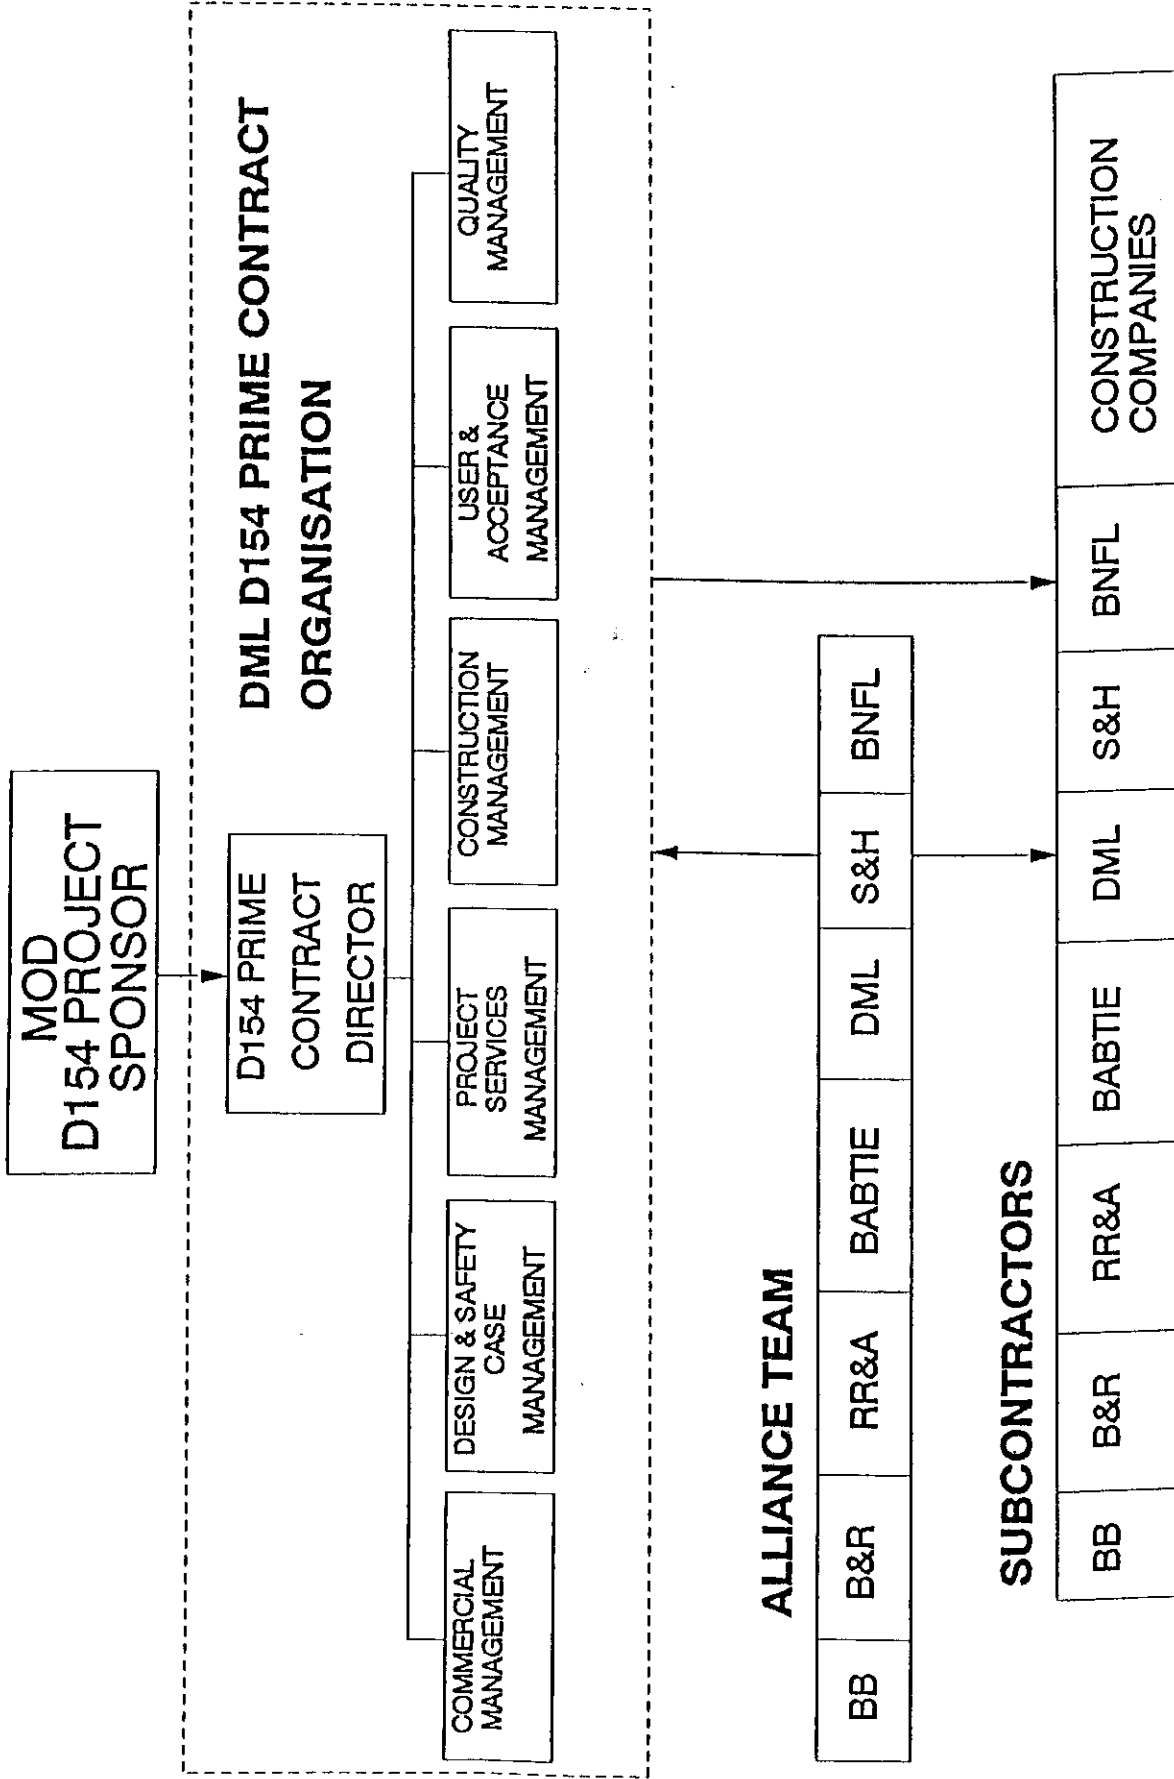 MOD
D154 PROJECT
SPONSOR
D154 PRIME
CONTRACT
DIRECTOR
DML D154 PRIME CONTRACT
ORGANISATION
COMMERCIAL
MANAGEMENT
DESIGN & SAFETY
CASE
MANAGEMENT
PROJECT
SERVICES
MANAGEMENT
CONSTRUCTION
MANAGEMENT
USER &
ACCEPTANCE
MANAGEMENT
QUALITY
MANAGEMENT
ALLIANCE TEAM
BB
B&R
RR&A
BABTIE
DML
S&H
BNFL
SUBCONTRACTORS
BB
B&R
RR&A
BABTIE
DML
S&H
BNFL
CONSTRUCTION
COMPANIES